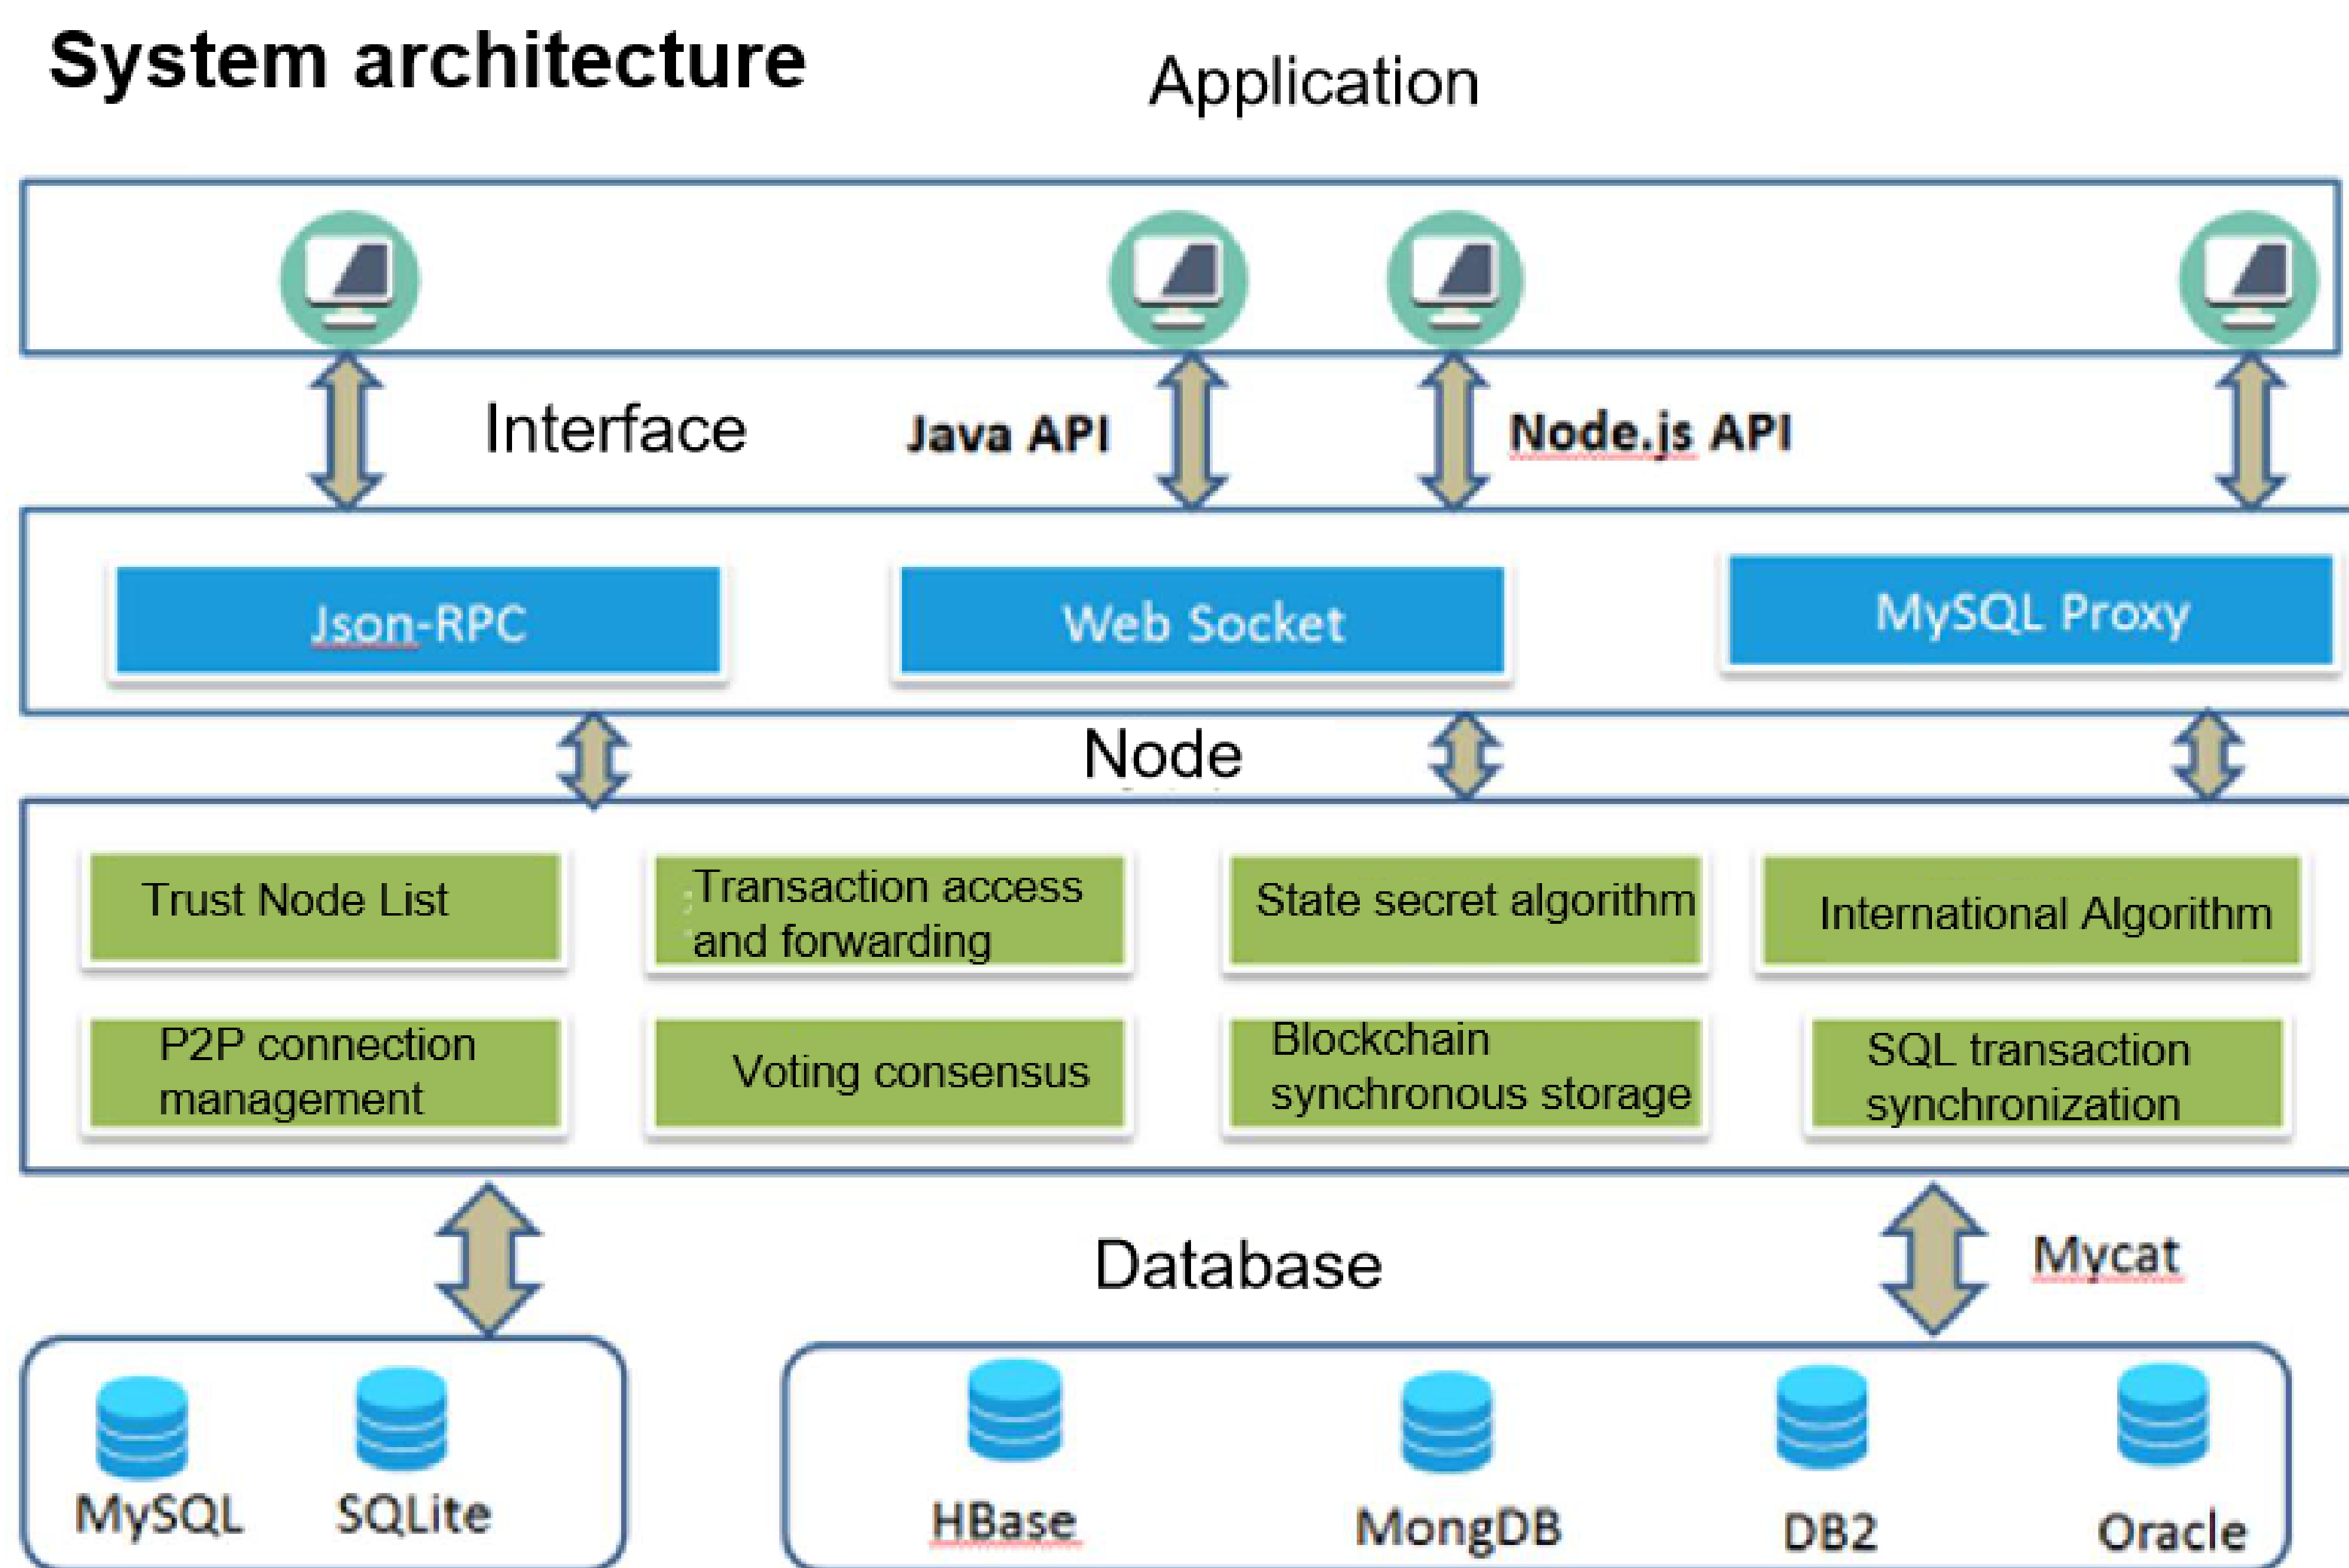 System architecture
Application
Interface
Java API
Node.js API
Json-RPC
Web Socket
MySQL Proxy
Node
Trust Node List
Transaction access
and forwarding
State secret algorithm
International Algorithm
P2P connection
management
Voting consensus
Blockchain
synchronous storage
SQL transaction
synchronization
Database
Mycat
MySQL
SQLite
HBase
MongDB
DB2
Oracle